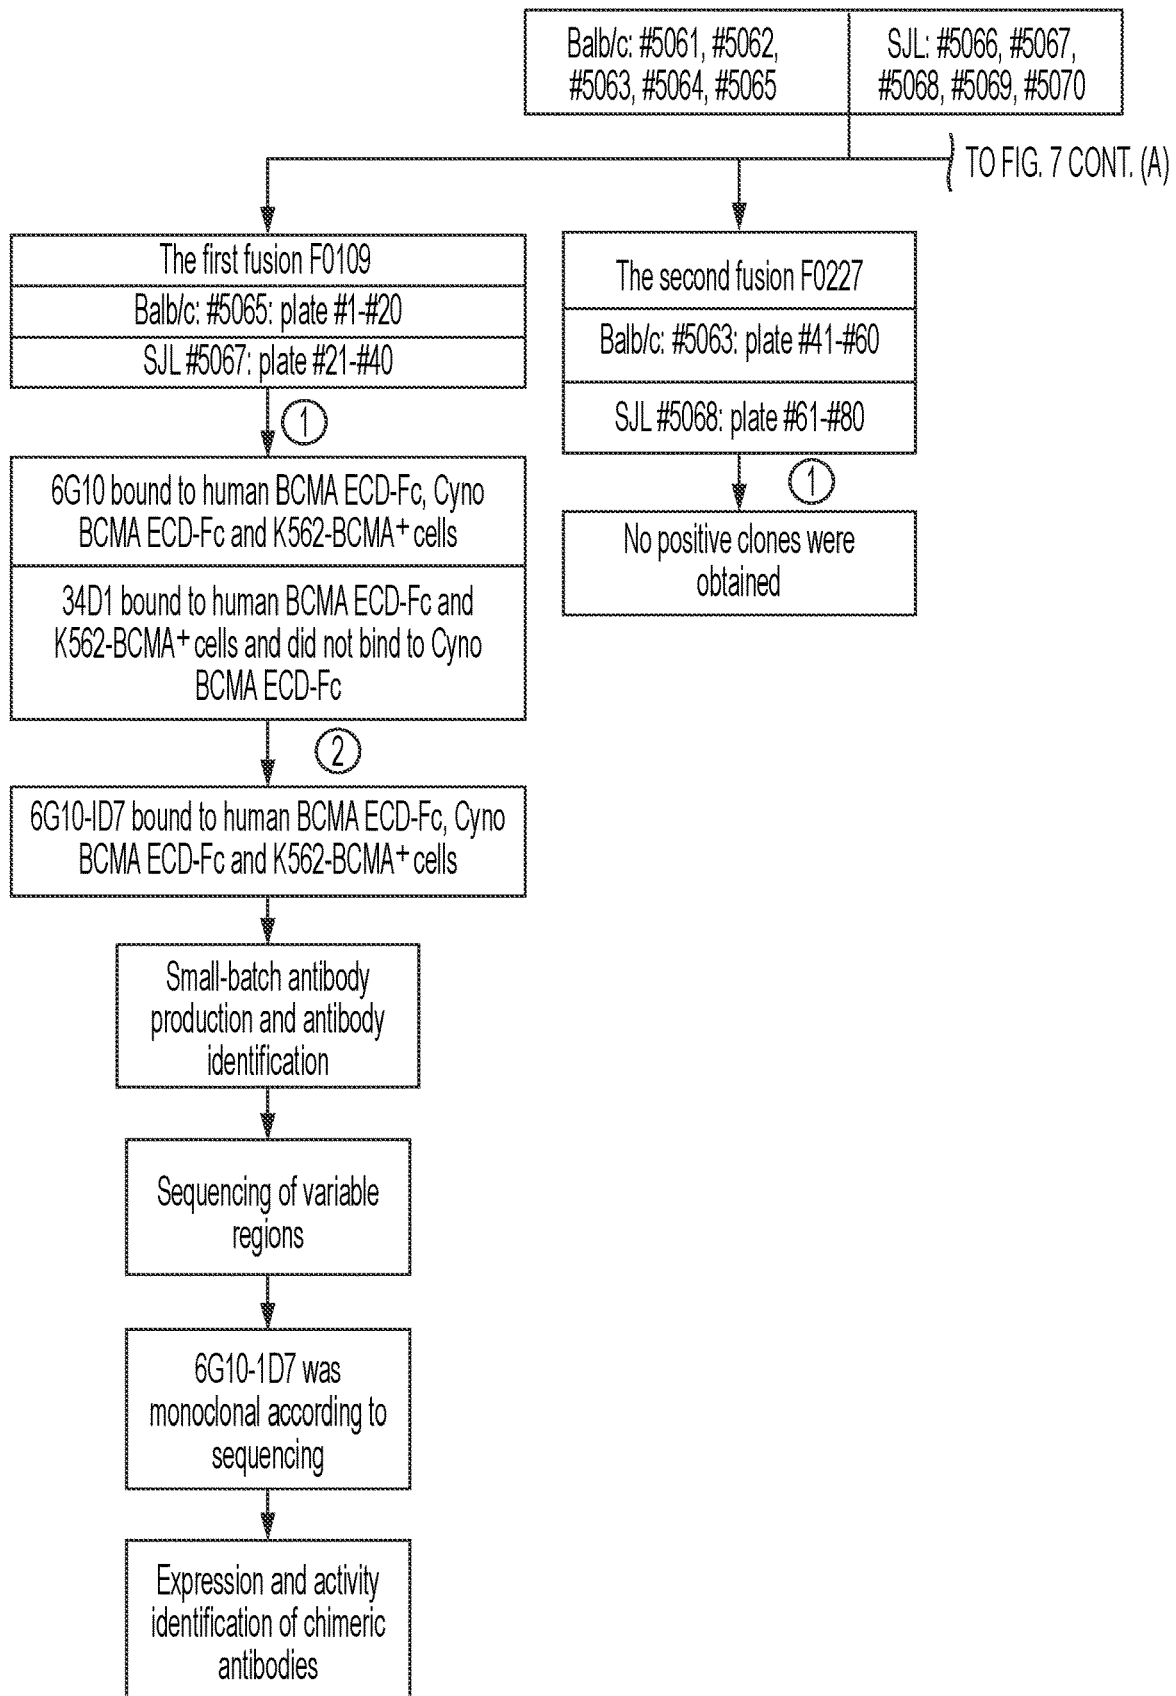 Balb/c: #5061, #5062,
#5063, #5064, #5065
SJL: #5066, #5067,
#5068, #5069, #5070
TO FIG. 7 CONT. (A)
The first fusion F0109
Balb/c: #5065: plate #1-#20
SJL #5067: plate #21-#40
1
6G10 bound to human BCMA ECD-Fc, Cyno
BCMA ECD-Fc and K562-BCMA+ cells
34D1 bound to human BCMA ECD-Fc and
K562-BCMA+ cells and did not bind to Cyno
BCMA ECD-Fc
2
6G10-ID7 bound to human BCMA ECD-Fc, Cyno
BCMA ECD-Fc and K562-BCMA+ cells
Small-batch antibody
production and antibody
identification
Sequencing of variable
regions
6G10-1D7 was
monoclonal according to
sequencing
Expression and activity
identification of chimeric
antibodies
The second fusion F0227
Balb/c: #5063: plate #41-#60
SJL #5068: plate #61-#80
1
No positive clones were
obtained